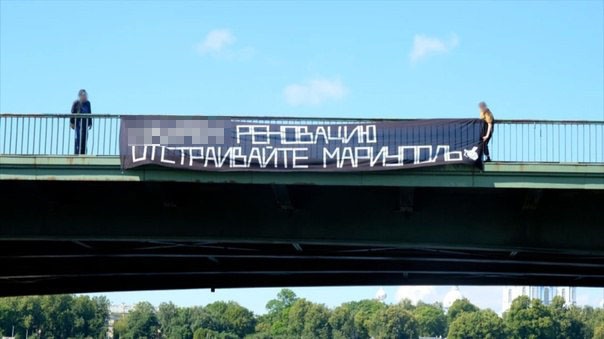 РЕНОВАЦИЮ
ОТСТРАИВАЙТЕ МАРИУПОЛЬ